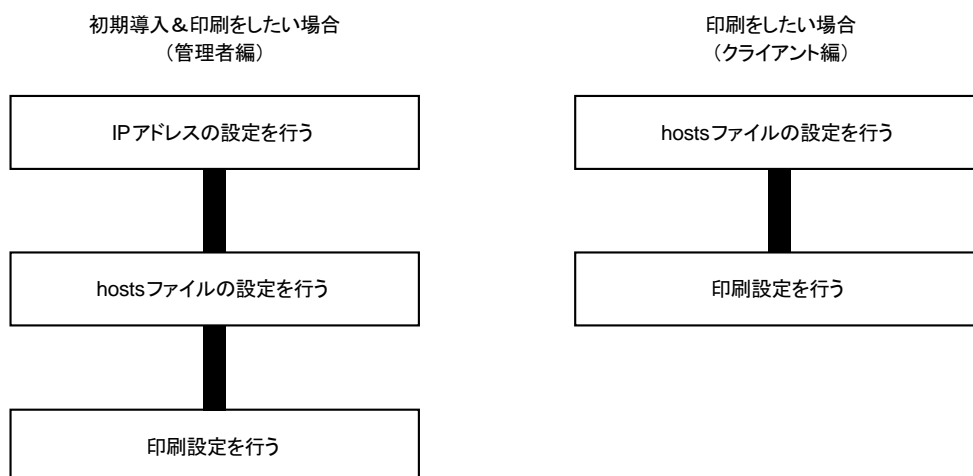 初期導入&印刷をしたい場合
(管理者編)
IPアドレスの設定を行う
hostsファイルの設定を行う
印刷設定を行う
印刷をしたい場合
(クライアント編)
hostsファイルの設定を行う
印刷設定を行う